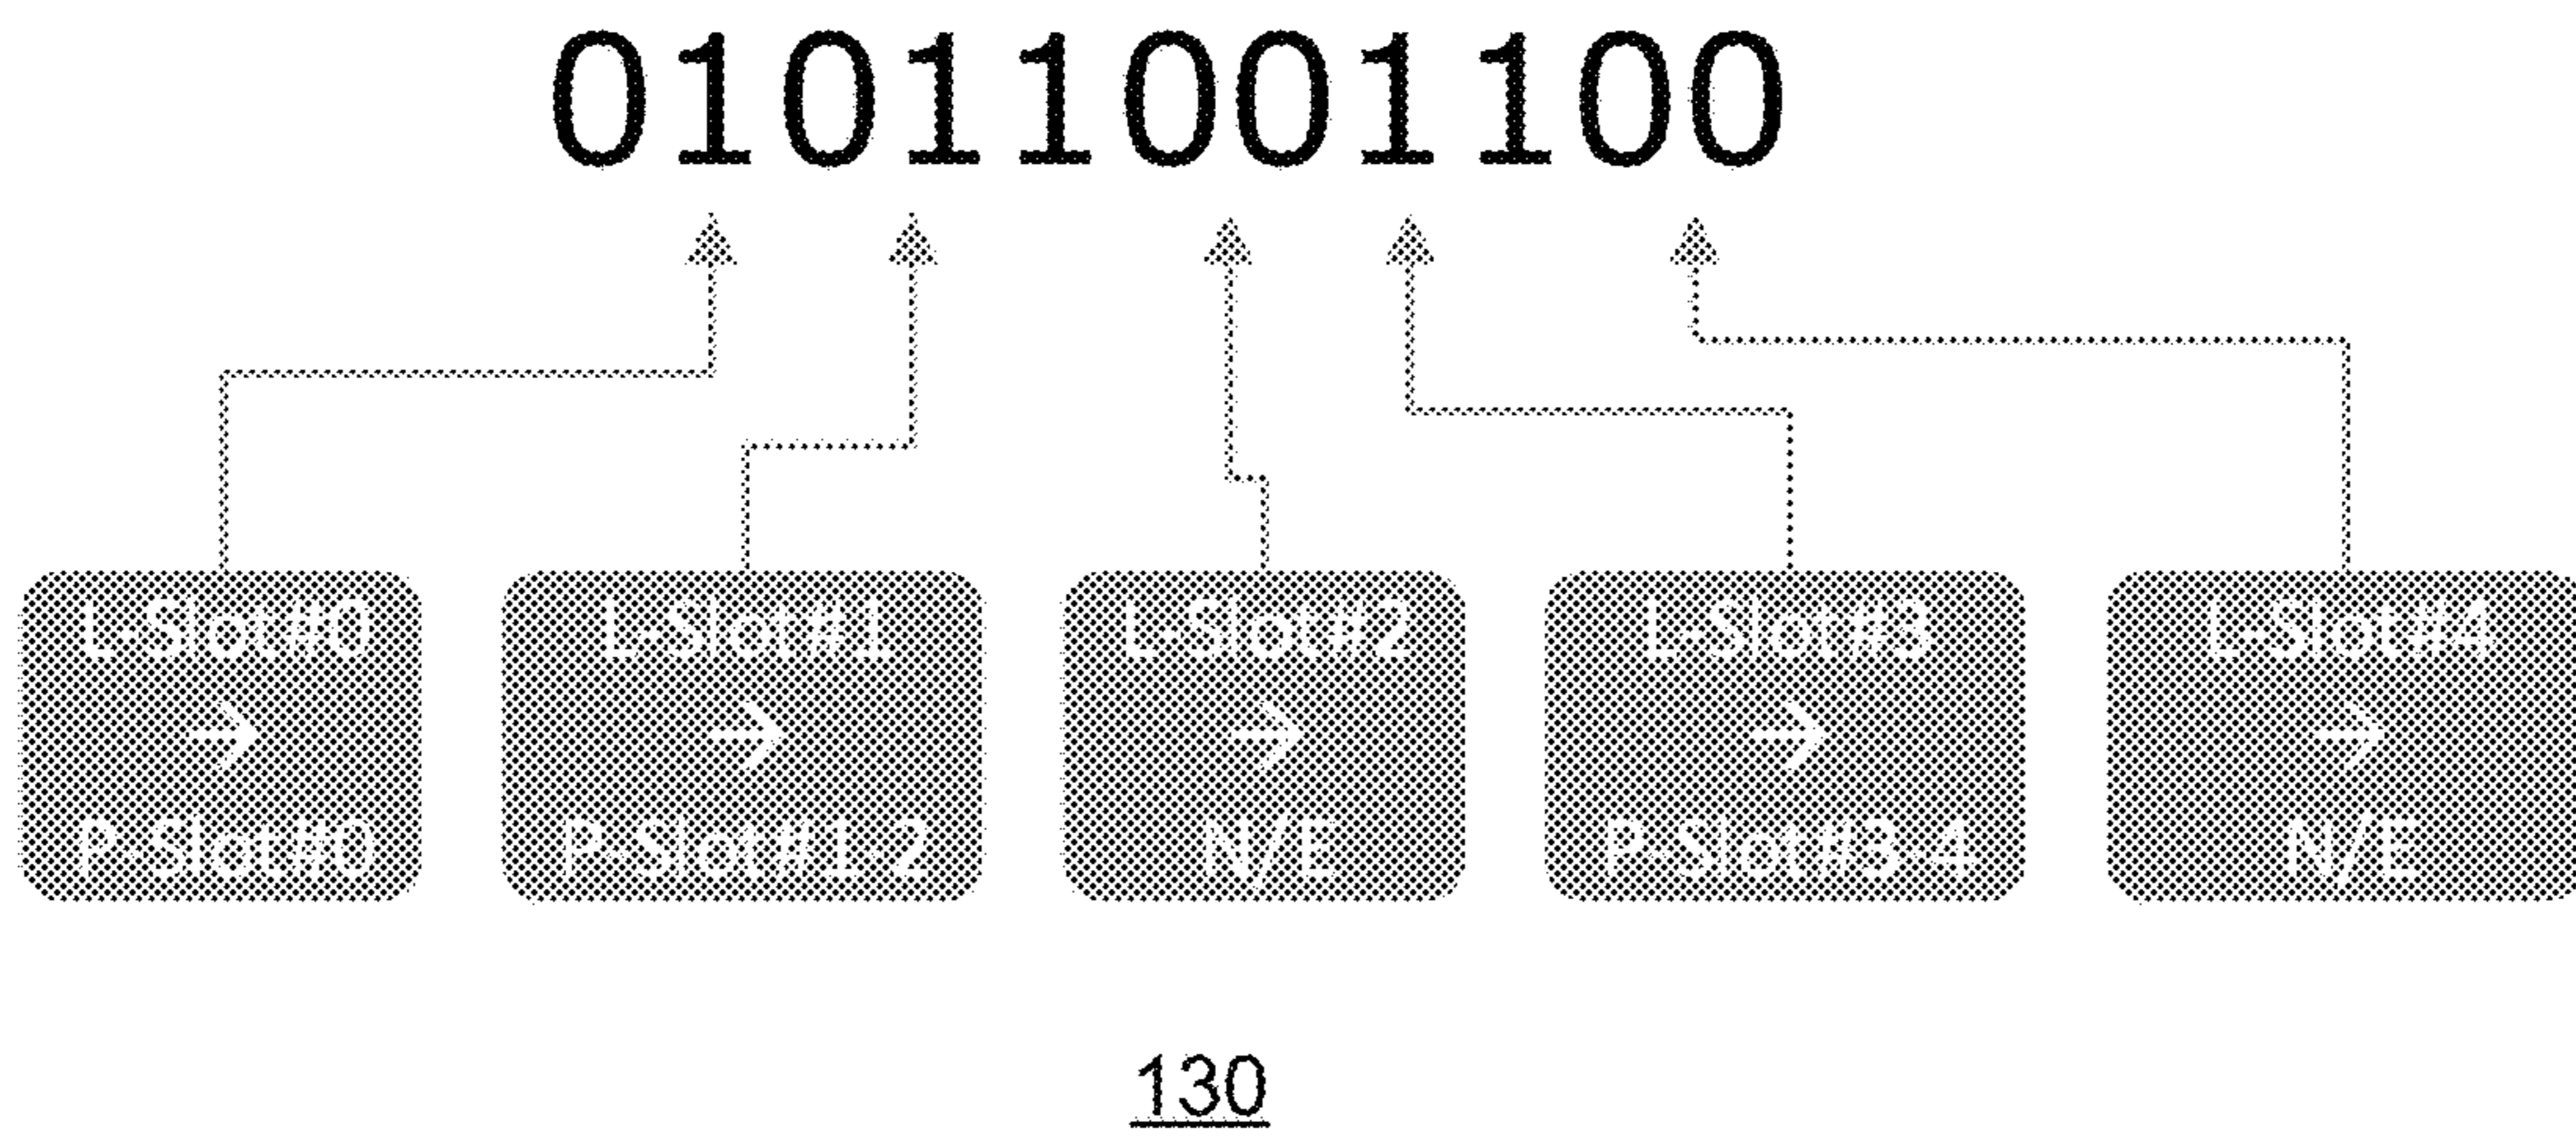 01011001100
L-Slot#0
→
P-Slot#0
L-Slot#1
→
P-Slot#1-2
L-Slot#2
→
N/E
L-Slot#3
→
P-Slot#3-4
L-Slot#4
→
N/E
130